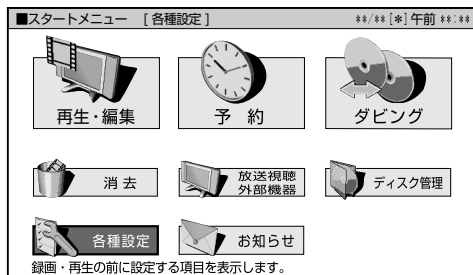 ■スタートメニュー [各種設定] **/**[*]午前**:**
再生・編集
予 約
ダビング
消 去
放送視聴
外部機器
ディスク管理
各種設定
お知らせ
録画・再生の前に設定する項目を表示します。